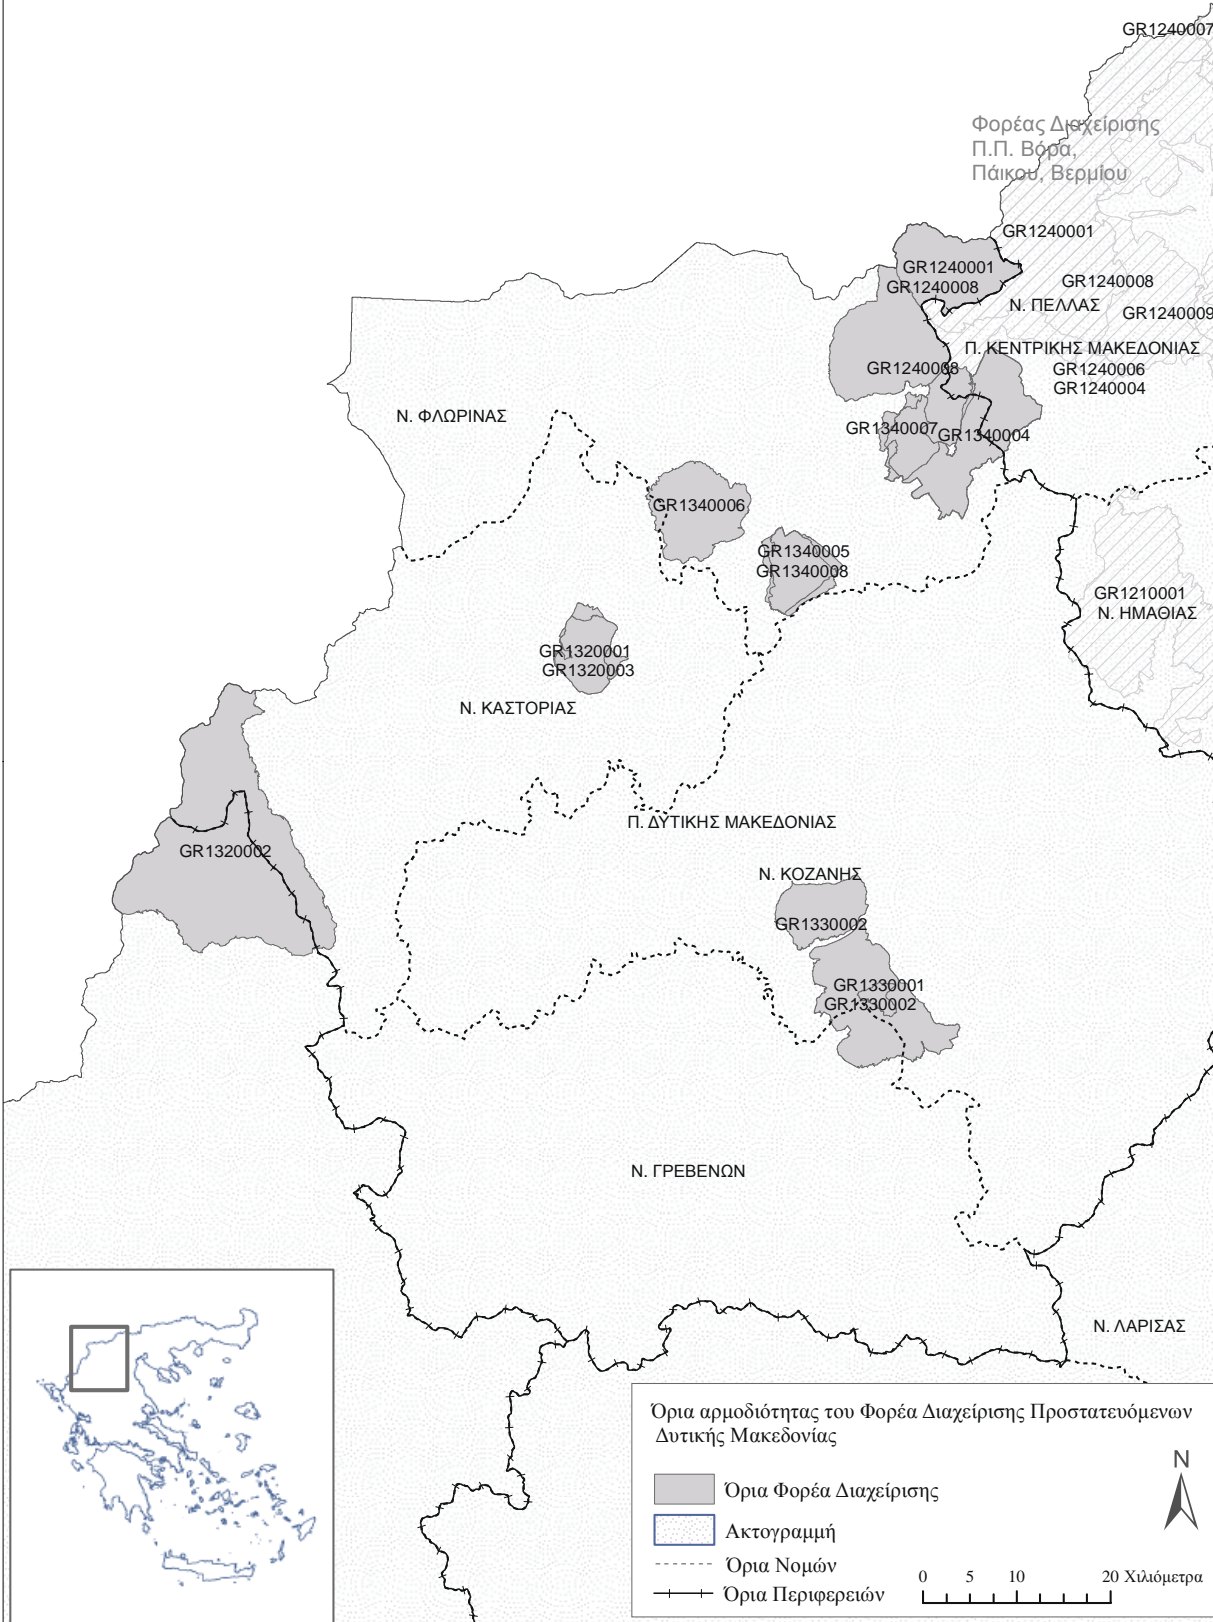 GR1240007
Φορέας Διαχείρισης
Π.Π. Βόρα,
Πάικου, Βερμίου
GR1240001
GR1240001
GR1240008
GR1240008
Ν. ΠΕΛΛΑΣ
GR1240009
Π. ΚΕΝΤΡΙΚΗΣ ΜΑΚΕΔΟΝΙΑΣ
GR1240008
GR1240006
GR1240004
Ν. ΦΛΩΡΙΝΑΣ
GR1340007
GR1340004
GR1340006
GR1340005
GR1340008
GR1210001
Ν. ΗΜΑΘΙΑΣ
GR1320001
GR1320003
Ν. ΚΑΣΤΟΡΙΑΣ
Π. ΔΥΤΙΚΗΣ ΜΑΚΕΔΟΝΙΑΣ
GR1320002
Ν. ΚΟΖΑΝΗΣ
GR1330002
GR1330001
GR1330002
Ν. ΓΡΕΒΕΝΩΝ
Ν. ΛΑΡΙΣΑΣ
Όρια αρμοδιότητας του Φορέα Διαχείρισης Προστατευόμενων
Δυτικής Μακεδονίας
Όρια Φορέα Διαχείρισης
Ακτογραμμή
Όρια Νομών
Όρια Περιφερειών
N
0 5 10 20 Χιλιόμετρα